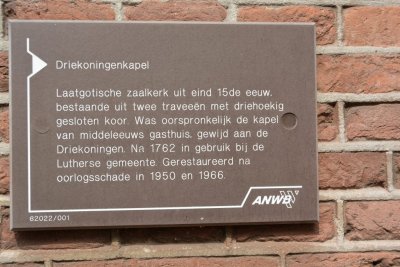 Driekoningenkapel
Laatgotische zaalkerk uit eind 15de eeuw,
bestaande uit twee traveeën met driehoekig
gesloten koor. Was oorspronkelijk de kapel
van middeleeuws gasthuis, gewijd aan de
Driekoningen. Na 1762 in gebruik bij de
Lutherse gemeente. Gerestaureerd na
oorlogsschade in 1950 en 1966.
ANWB
62022/001